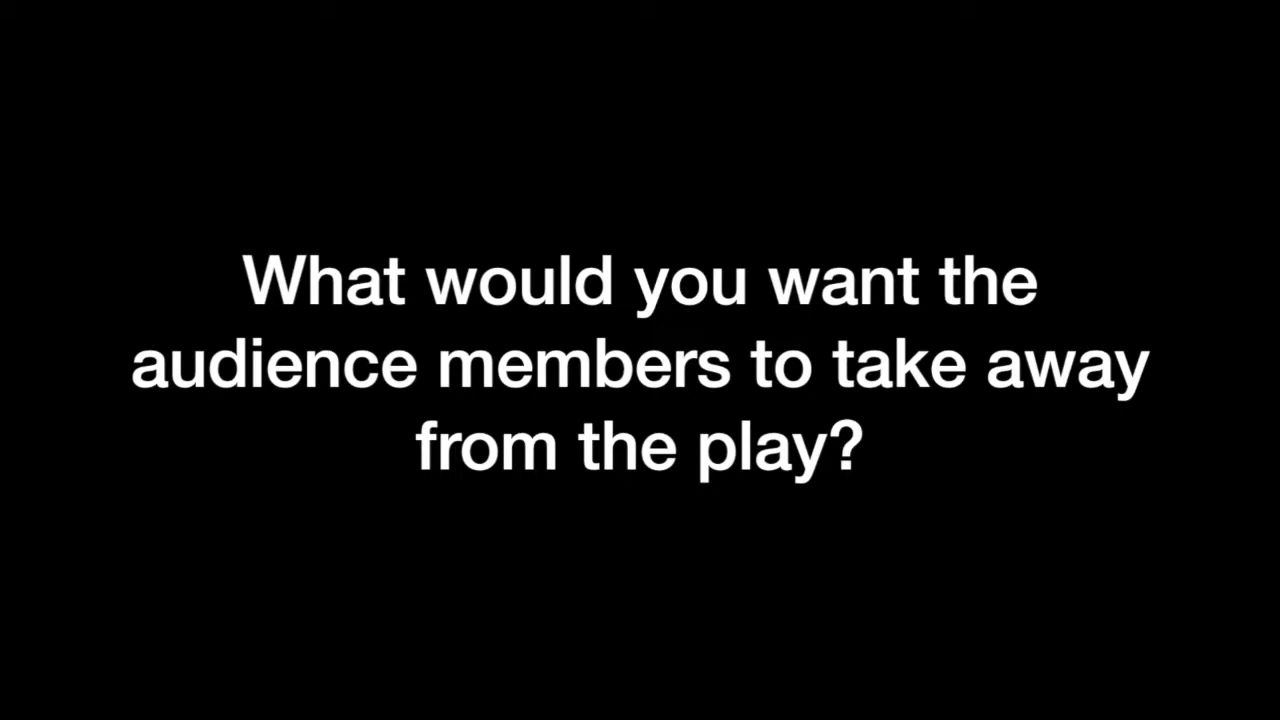 What would you want the
audience members to take away
from the play?